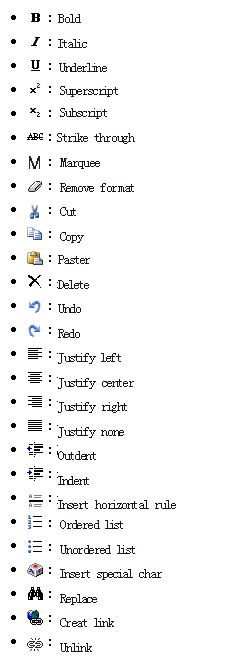 B : Bold
I : Italic
U : Underline
x² : Superscript
x₂ : Subscript
ABC : Strike through
M : Marquee
: Remove format
: Cut
: Copy
: Paster
: Delete
: Undo
: Redo
: Justify left
: Justify center
: Justify right
: Justify none
: Outdent
: Indent
: Insert horizontal rule
: Ordered list
: Unordered list
: Insert special char
: Replace
: Creat link
: Unlink